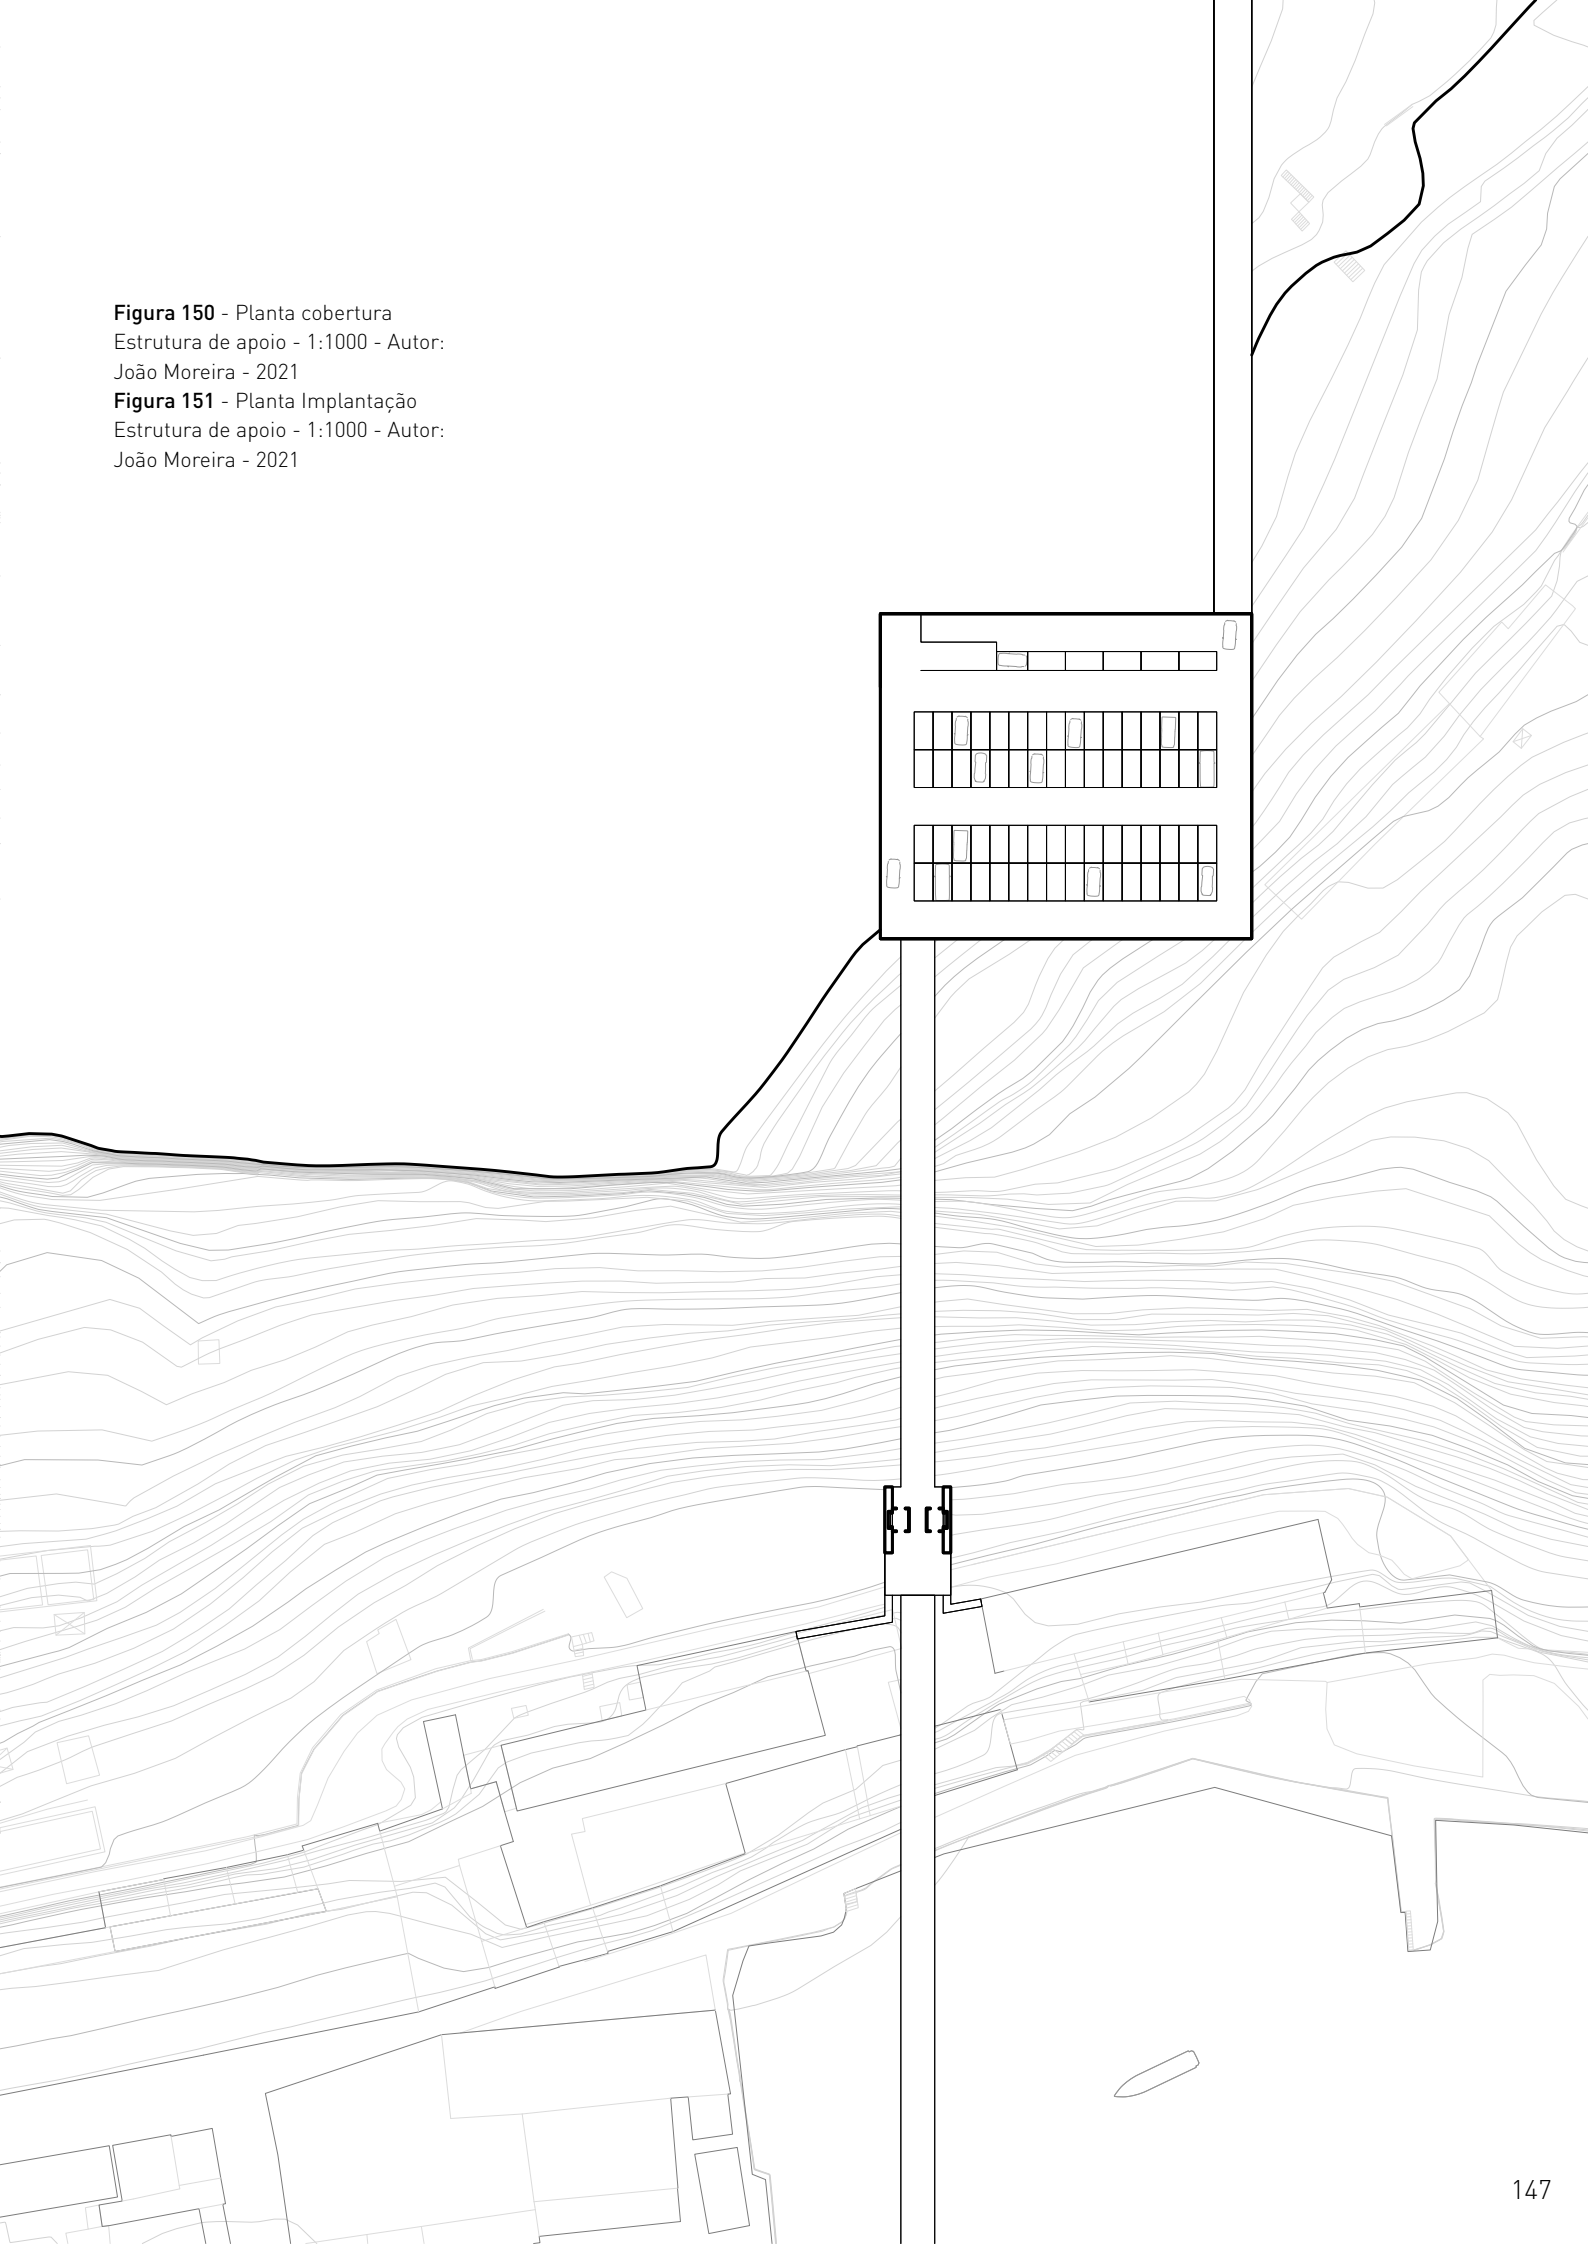 Figura 150 - Planta cobertura
Estrutura de apoio - 1:1000 - Autor:
João Moreira - 2021
Figura 151 - Planta Implantação
Estrutura de apoio - 1:1000 - Autor:
João Moreira - 2021
147